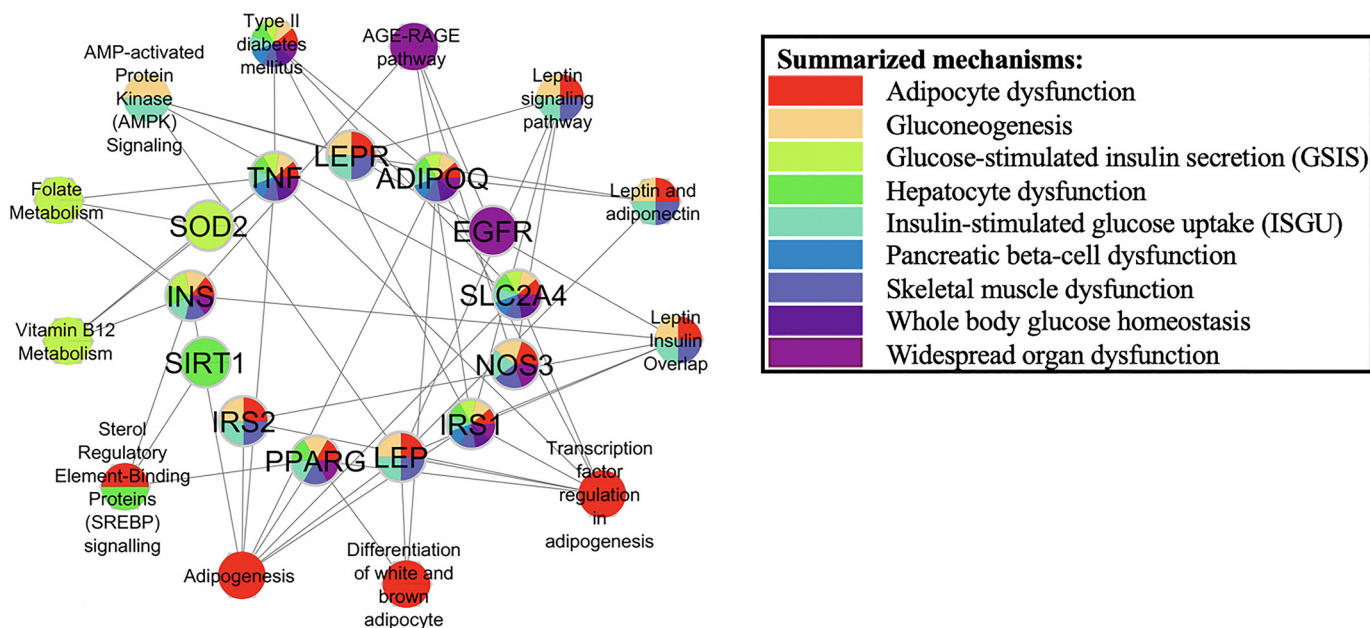 Type II
diabetes
mellitus
AGE-RAGE
pathway
AMP-activated
Protein
Kinase
(AMPK)
Signaling
Leptin
signaling
pathway
LEPR
TNF
ADIPOQ
Folate
Metabolism
Leptin and
adiponectin
SOD2
EGFR
INS
SLC2A4
Vitamin B12
Metabolism
Leptin
Insulin
Overlap
SIRT1
NOS3
IRS2
IRS1
Sterol
Regulatory
Element-Binding
Proteins
(SREBP)
signalling
PPARG
LEP
Transcription
factor
regulation
in
adipogenesis
Adipogenesis
Differentiation
of white and
brown
adipocyte
Summarized mechanisms:
Adipocyte dysfunction
Gluconeogenesis
Glucose-stimulated insulin secretion (GSIS)
Hepatocyte dysfunction
Insulin-stimulated glucose uptake (ISGU)
Pancreatic beta-cell dysfunction
Skeletal muscle dysfunction
Whole body glucose homeostasis
Widespread organ dysfunction